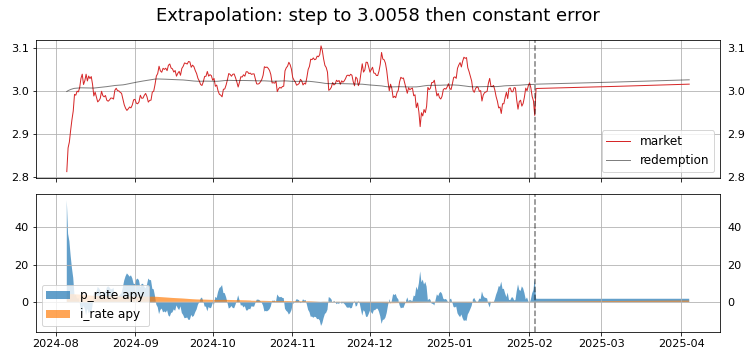 Extrapolation: step to 3.0058 then constant error
3.1 3.1
3.0 3.0
2.9 2.9
2.8 2.8
market
redemption
40 40
20 20
0 0
p_rate apy
i_rate apy
2024-08 2024-09 2024-10 2024-11 2024-12 2025-01 2025-02 2025-03 2025-04